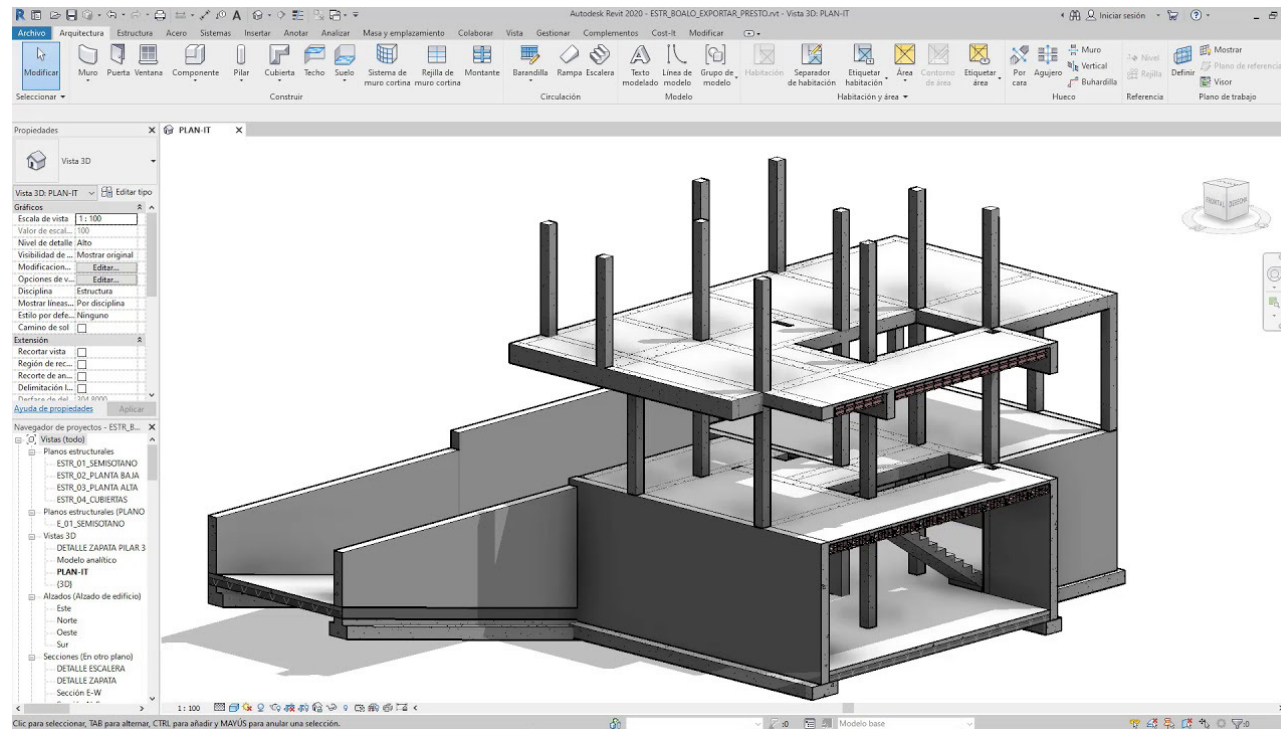 Autodesk Revit 2020 - ESTR_BOALO_EXPORTAR_PRESTO.rvt - Vista 3D: PLAN-IT
Iniciar sesión
Archivo Arquitectura Estructura Acero Sistemas Insertar Anotar Analizar Masa y emplazamiento Colaborar Vista Gestionar Complementos Cost-It Modificar
Modificar Muro Puerta Ventana Componente Pilar Cubierta Techo Suelo Sistema de muro cortina Rejilla de muro cortina Montante Barandilla Rampa Escalera Texto modelado Línea de modelo Grupo de modelo Habitación Separador de habitación Etiquetar habitación Área Contorno de área Etiquetar área Por cara Agujero Muro Vertical Buhardilla Nivel Rejilla Definir Mostrar Plano de referencia Visor
Seleccionar Construir Circulación Modelo Habitación y área Hueco Referencia Plano de trabajo
Propiedades X
PLAN-IT X
Vista 3D
Vista 3D: PLAN-IT Editar tipo
Gráficos
Escala de vista 1 : 100
Valor de escal... 100
Nivel de detalle Alto
Visibilidad de ... Mostrar original
Modificacion... Editar...
Opciones de v... Editar...
Disciplina Estructura
Mostrar líneas... Por disciplina
Estilo por defe... Ninguno
Camino de sol
Extensión
Recortar vista
Región de rec...
Recorte de an...
Delimitación l...
Ayuda de propiedades Aplicar
Navegador de proyectos - ESTR_B... X
Vistas (todo)
Planos estructurales
ESTR_01_SEMISOTANO
ESTR_02_PLANTA BAJA
ESTR_03_PLANTA ALTA
ESTR_04_CUBIERTAS
Planos estructurales (PLANO
E_01_SEMISOTANO
Vistas 3D
DETALLE ZAPATA PILAR 3
Modelo analítico
PLAN-IT
{3D}
Alzados (Alzado de edificio)
Este
Norte
Oeste
Sur
Secciones (En otro plano)
DETALLE ESCALERA
DETALLE ZAPATA
Sección E-W
FRONTAL DERECHA
1 : 100
Clic para seleccionar, TAB para alternar, CTRL para añadir y MAYÚS para anular una selección.
:0 Modelo base :0